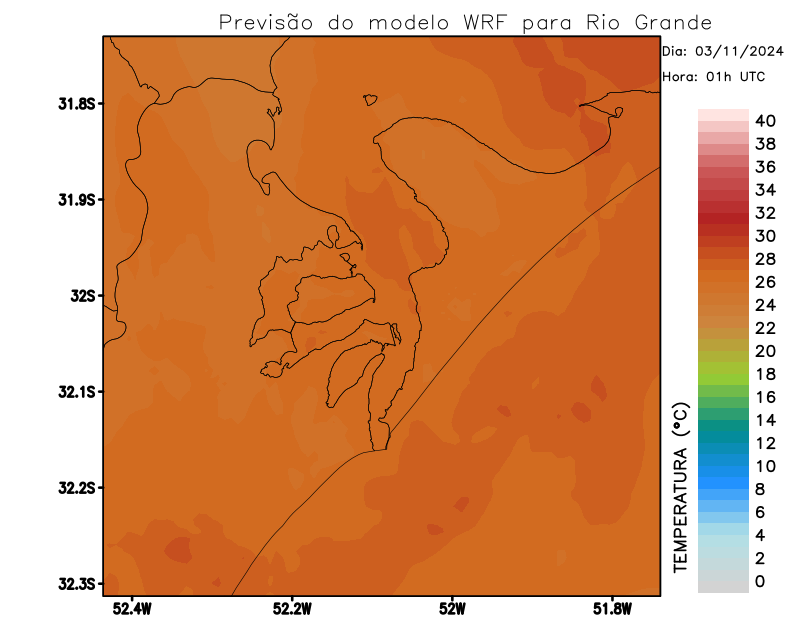 Previsão do modelo WRF para Rio Grande
Dia: 03/11/2024
Hora: 01h UTC
31.8S
31.9S
32S
32.1S
32.2S
32.3S
52.4W
52.2W
52W
51.8W
TEMPERATURA (°C)
40
38
36
34
32
30
28
26
24
22
20
18
16
14
12
10
8
6
4
2
0